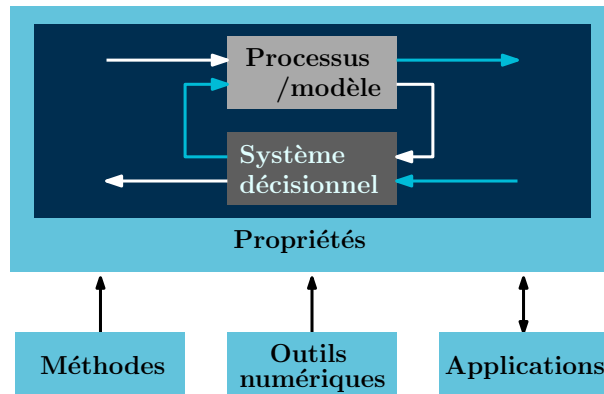 Processus
/modèle
Système
décisionnel
Propriétés
Méthodes
Outils
numériques
Applications